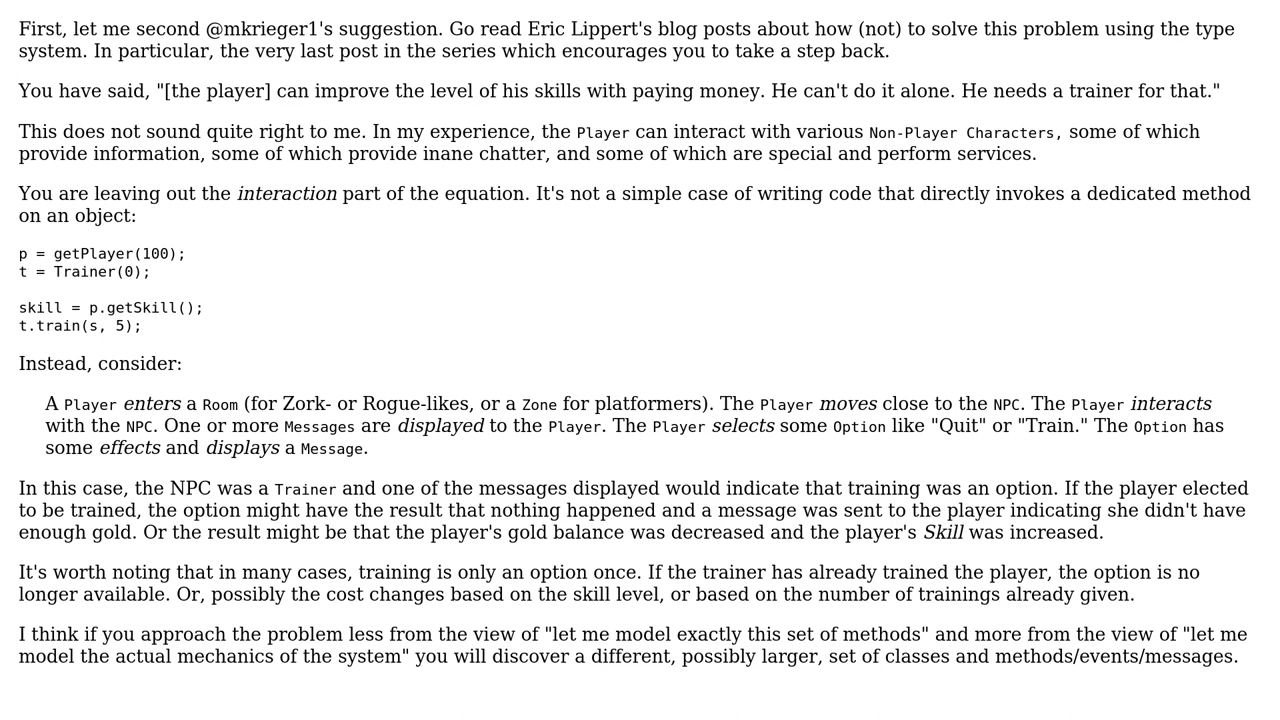 First, let me second @mkrieger1's suggestion. Go read Eric Lippert's blog posts about how (not) to solve this problem using the type
system. In particular, the very last post in the series which encourages you to take a step back.
You have said, "[the player] can improve the level of his skills with paying money. He can't do it alone. He needs a trainer for that."
This does not sound quite right to me. In my experience, the Player can interact with various Non-Player Characters, some of which
provide information, some of which provide inane chatter, and some of which are special and perform services.
You are leaving out the interaction part of the equation. It's not a simple case of writing code that directly invokes a dedicated method
on an object:
p = getPlayer(100);
t = Trainer(0);
skill = p.getSkill();
t.train(s, 5);
Instead, consider:
A Player enters a Room (for Zork- or Rogue-likes, or a Zone for platformers). The Player moves close to the NPC. The Player interacts
with the NPC. One or more Messages are displayed to the Player. The Player selects some Option like "Quit" or "Train." The Option has
some effects and displays a Message.
In this case, the NPC was a Trainer and one of the messages displayed would indicate that training was an option. If the player elected
to be trained, the option might have the result that nothing happened and a message was sent to the player indicating she didn't have
enough gold. Or the result might be that the player's gold balance was decreased and the player's Skill was increased.
It's worth noting that in many cases, training is only an option once. If the trainer has already trained the player, the option is no
longer available. Or, possibly the cost changes based on the skill level, or based on the number of trainings already given.
I think if you approach the problem less from the view of "let me model exactly this set of methods" and more from the view of "let me
model the actual mechanics of the system" you will discover a different, possibly larger, set of classes and methods/events/messages.